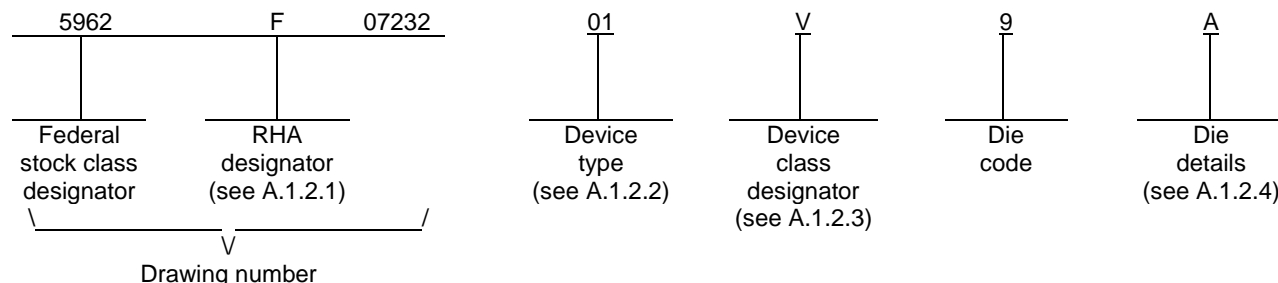 5962 F 07232 01 V 9 A
Federal stock class designator
RHA designator (see A.1.2.1)
Device type (see A.1.2.2)
Device class designator (see A.1.2.3)
Die code
Die details (see A.1.2.4)
\ /
\/
Drawing number